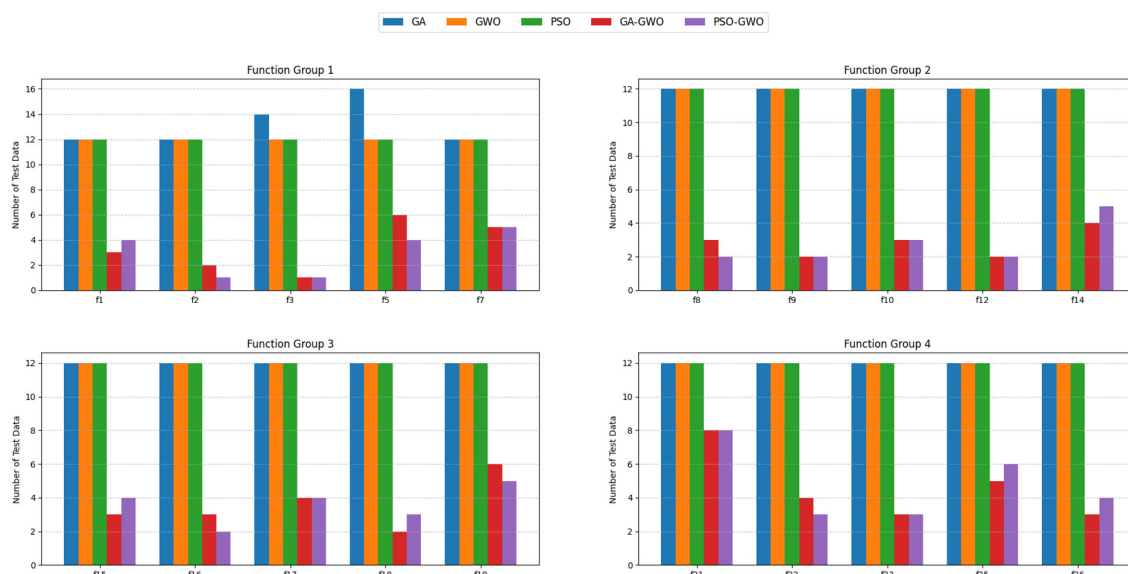 GA GWO PSO GA-GWO PSO-GWO
Function Group 1
Number of Test Data
16
14
12
10
8
6
4
2
0
f1 f2 f3 f5 f7
Function Group 2
Number of Test Data
12
10
8
6
4
2
0
f8 f9 f10 f12 f14
Function Group 3
Number of Test Data
12
10
8
6
4
2
0
Function Group 4
Number of Test Data
12
10
8
6
4
2
0